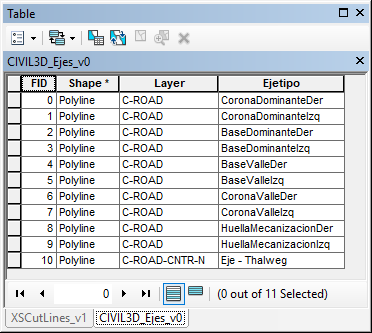 Table
CIVIL3D_Ejes_v0
FID Shape * Layer Ejetipo
0 Polyline C-ROAD CoronaDominanteDer
1 Polyline C-ROAD CoronaDominanteIzq
2 Polyline C-ROAD BaseDominanteDer
3 Polyline C-ROAD BaseDominanteIzq
4 Polyline C-ROAD BaseValleDer
5 Polyline C-ROAD BaseValleIzq
6 Polyline C-ROAD CoronaValleDer
7 Polyline C-ROAD CoronaValleIzq
8 Polyline C-ROAD HuellaMecanizacionDer
9 Polyline C-ROAD HuellaMecanizacionIzq
10 Polyline C-ROAD-CNTR-N Eje - Thalweg
0 (0 out of 11 Selected)
XSCutLines_v1 CIVIL3D_Ejes_v0